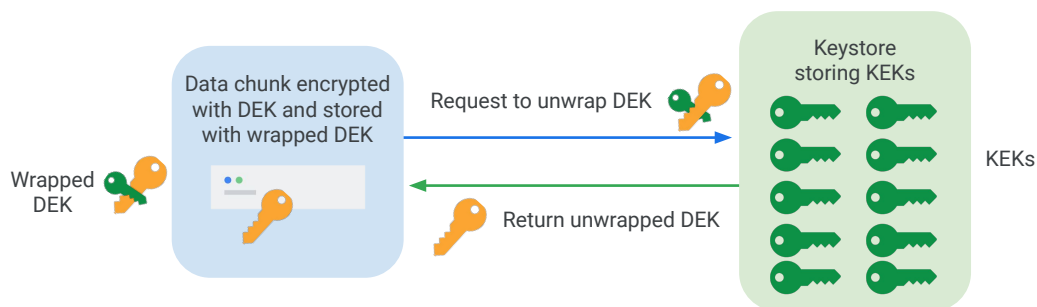 Data chunk encrypted
with DEK and stored
with wrapped DEK
Wrapped
DEK
Request to unwrap DEK
Return unwrapped DEK
Keystore
storing KEKs
KEKs